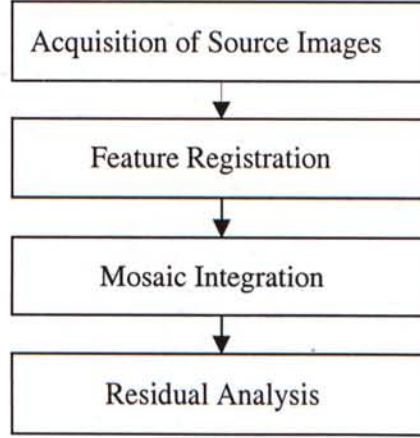 Acquisition of Source Images
Feature Registration
Mosaic Integration
Residual Analysis